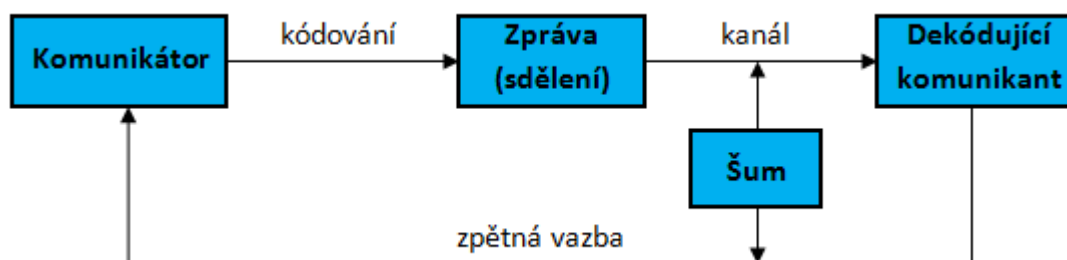 Komunikátor
kódování
Zpráva
(sdělení)
kanál
Dekódující
komunikant
Šum
zpětná vazba